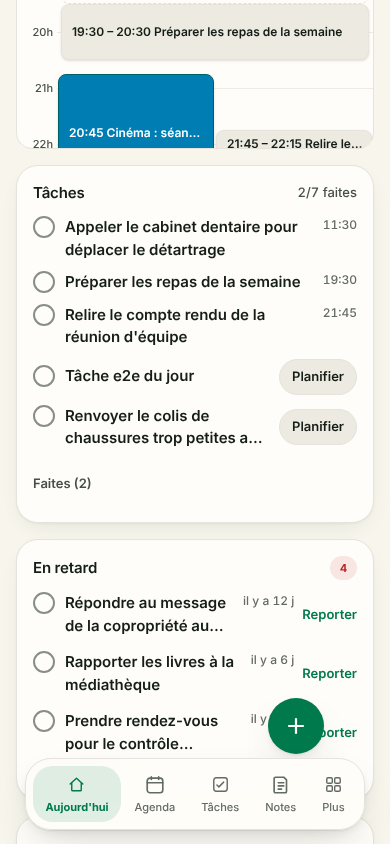 20h
19:30 – 20:30 Préparer les repas de la semaine
21h
20:45 Cinéma : séan…
22h
21:45 – 22:15 Relire le…
Tâches
2/7 faites
Appeler le cabinet dentaire pour
déplacer le détartrage
11:30
Préparer les repas de la semaine
19:30
Relire le compte rendu de la
réunion d'équipe
21:45
Tâche e2e du jour
Planifier
Renvoyer le colis de
chaussures trop petites a…
Planifier
Faites (2)
En retard
4
Répondre au message
de la copropriété au…
il y a 12 j
Reporter
Rapporter les livres à la
médiathèque
il y a 6 j
Reporter
Prendre rendez-vous
pour le contrôle…
il y
Aujourd'hui
Agenda
Tâches
Notes
Plus